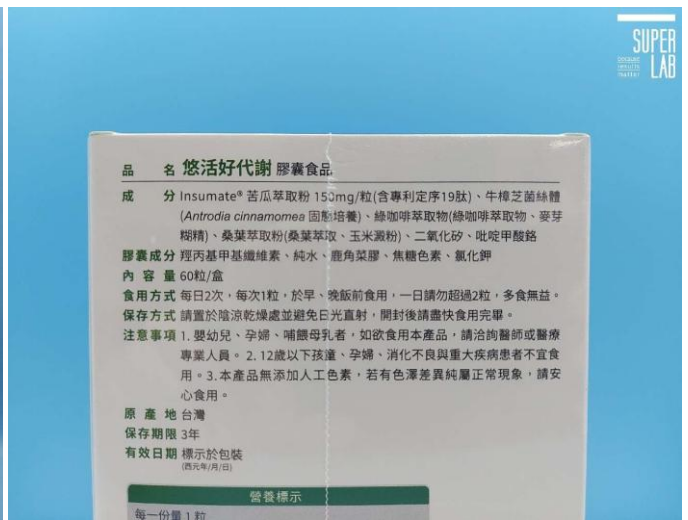 SUPER
because
results
matter
LAB
品名 悠活好代謝 膠囊食品
成分 Insumate® 苦瓜萃取粉 150mg/粒(含專利定序19肽)、牛樟芝菌絲體
(Antrodia cinnamomea 固態培養)、綠咖啡萃取物(綠咖啡萃取物、麥芽
糊精)、桑葉萃取粉(桑葉萃取、玉米澱粉)、二氧化矽、吡啶甲酸鉻
膠囊成分 羥丙基甲基纖維素、純水、鹿角菜膠、焦糖色素、氯化鉀
內容量 60粒/盒
食用方式 每日2次，每次1粒，於早、晚飯前食用，一日請勿超過2粒，多食無益。
保存方式 請置於陰涼乾燥處並避免日光直射，開封後請盡快食用完畢。
注意事項 1. 嬰幼兒、孕婦、哺餵母乳者，如欲食用本產品，請洽詢醫師或醫療
專業人員。 2. 12歲以下孩童、孕婦、消化不良與重大疾病患者不宜食
用。3. 本產品無添加人工色素，若有色澤差異純屬正常現象，請安
心食用。
原產地 台灣
保存期限 3年
有效日期 標示於包裝
(西元年/月/日)
營養標示
每一份量 1 粒